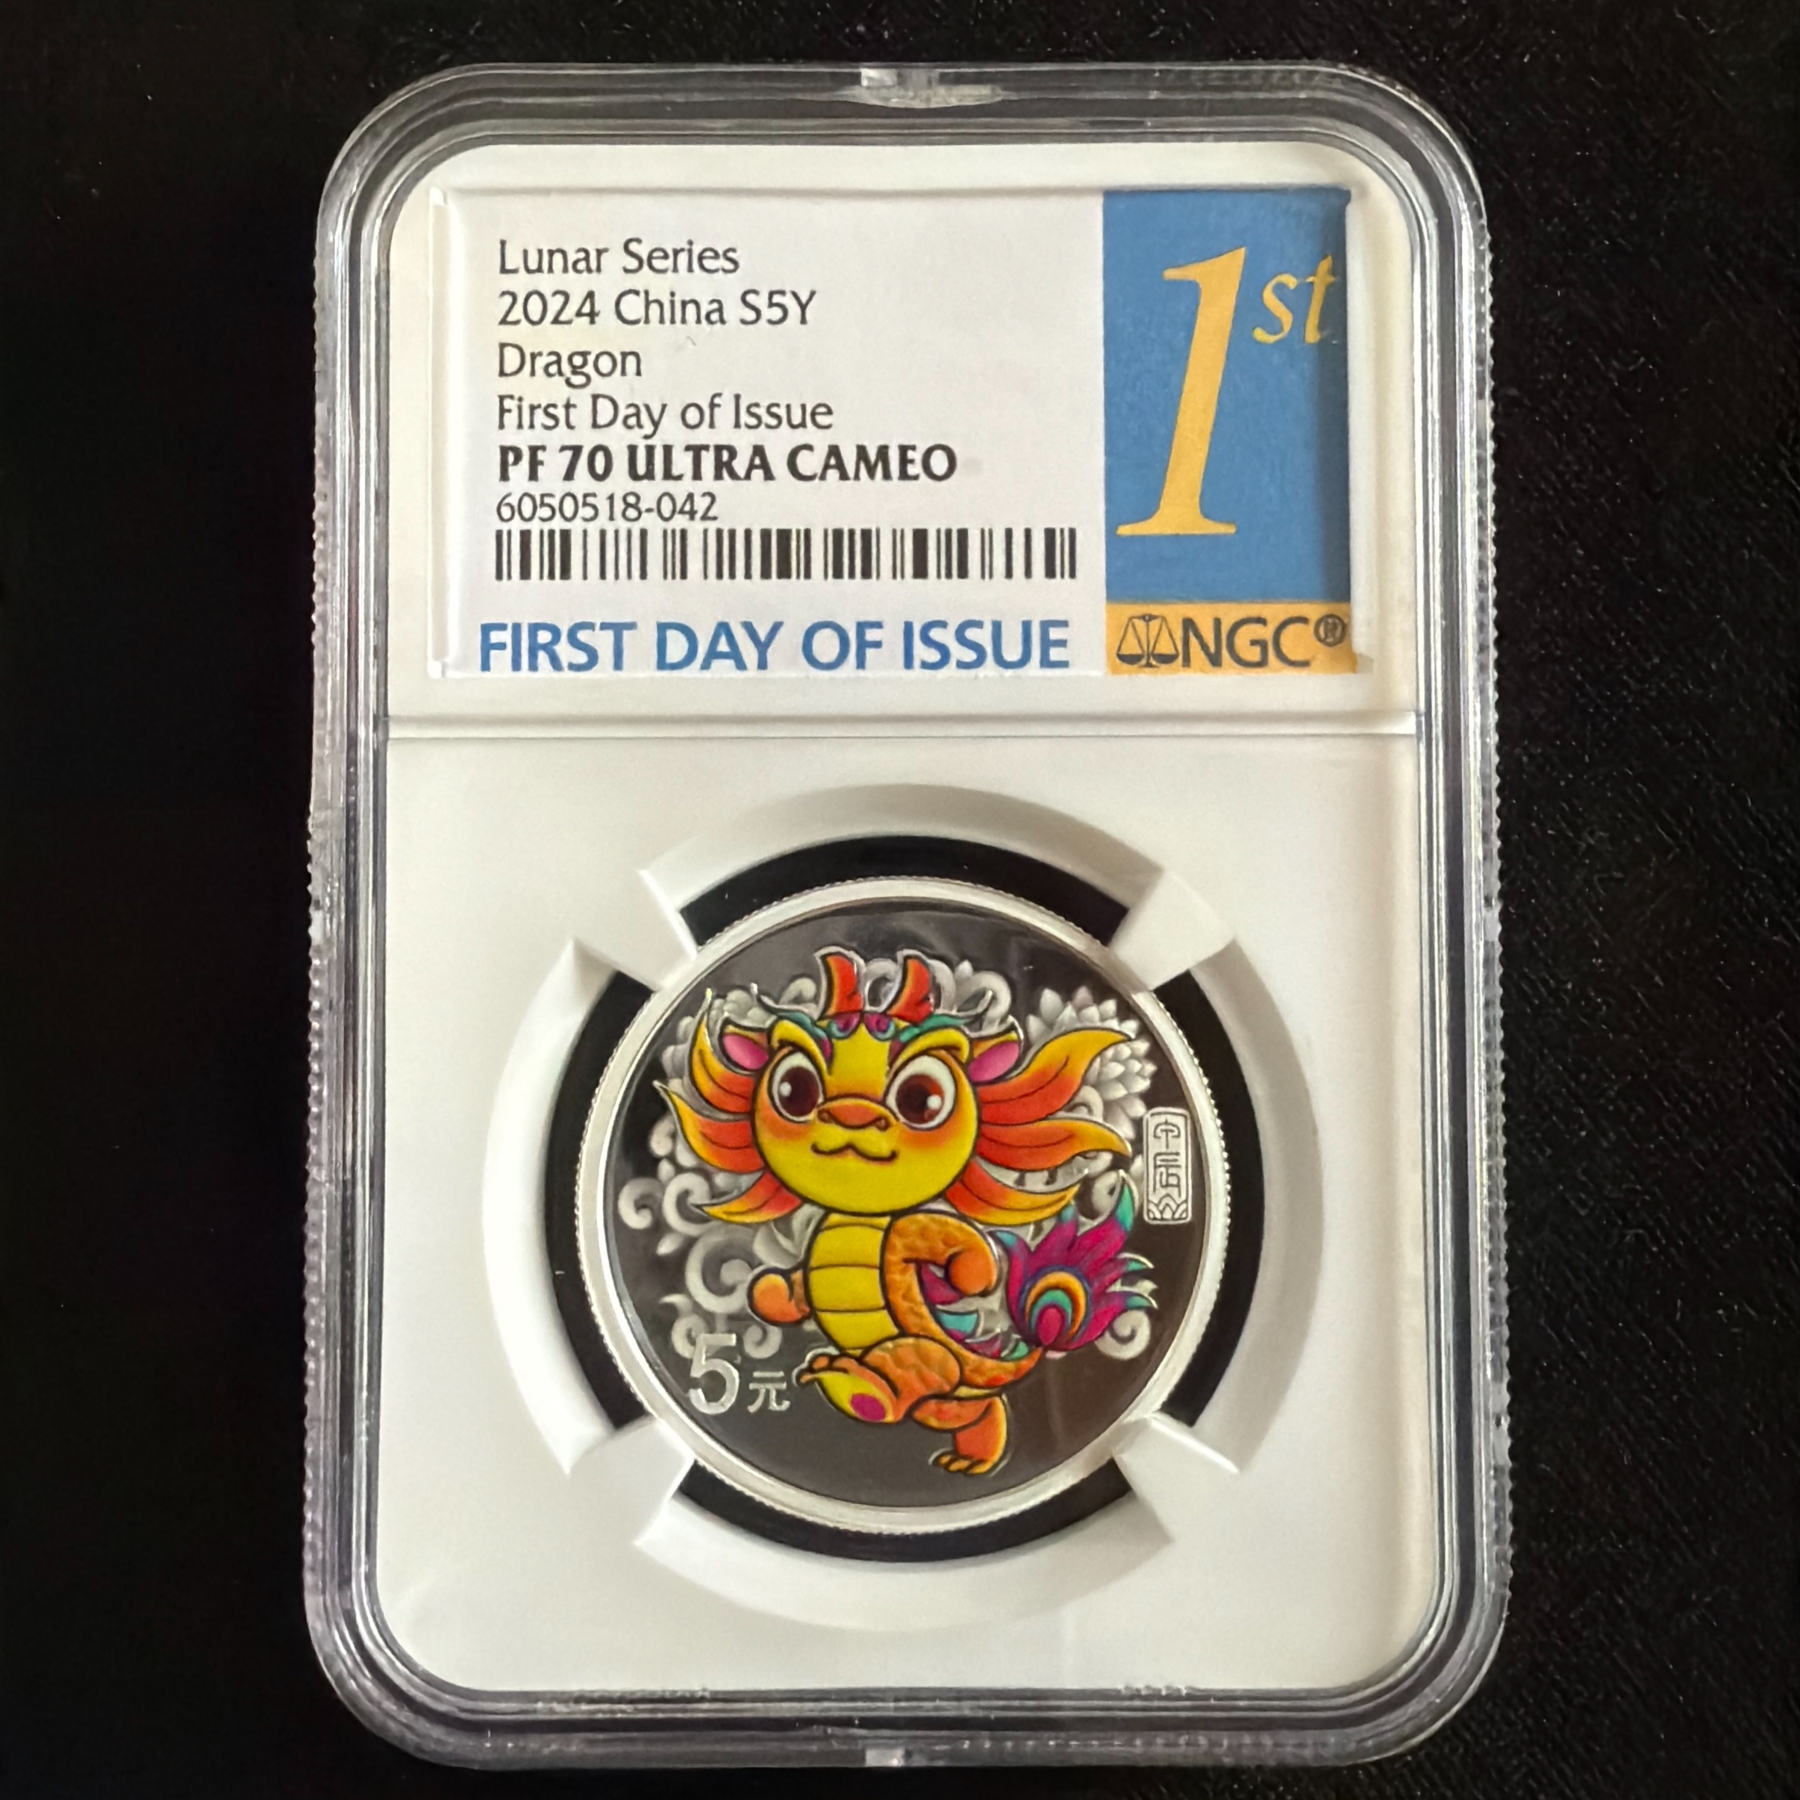 Lunar Series
2024 China S5Y
Dragon
First Day of Issue
PF 70 ULTRA CAMEO
6050518-042
FIRST DAY OF ISSUE
1st
NGC®
5元